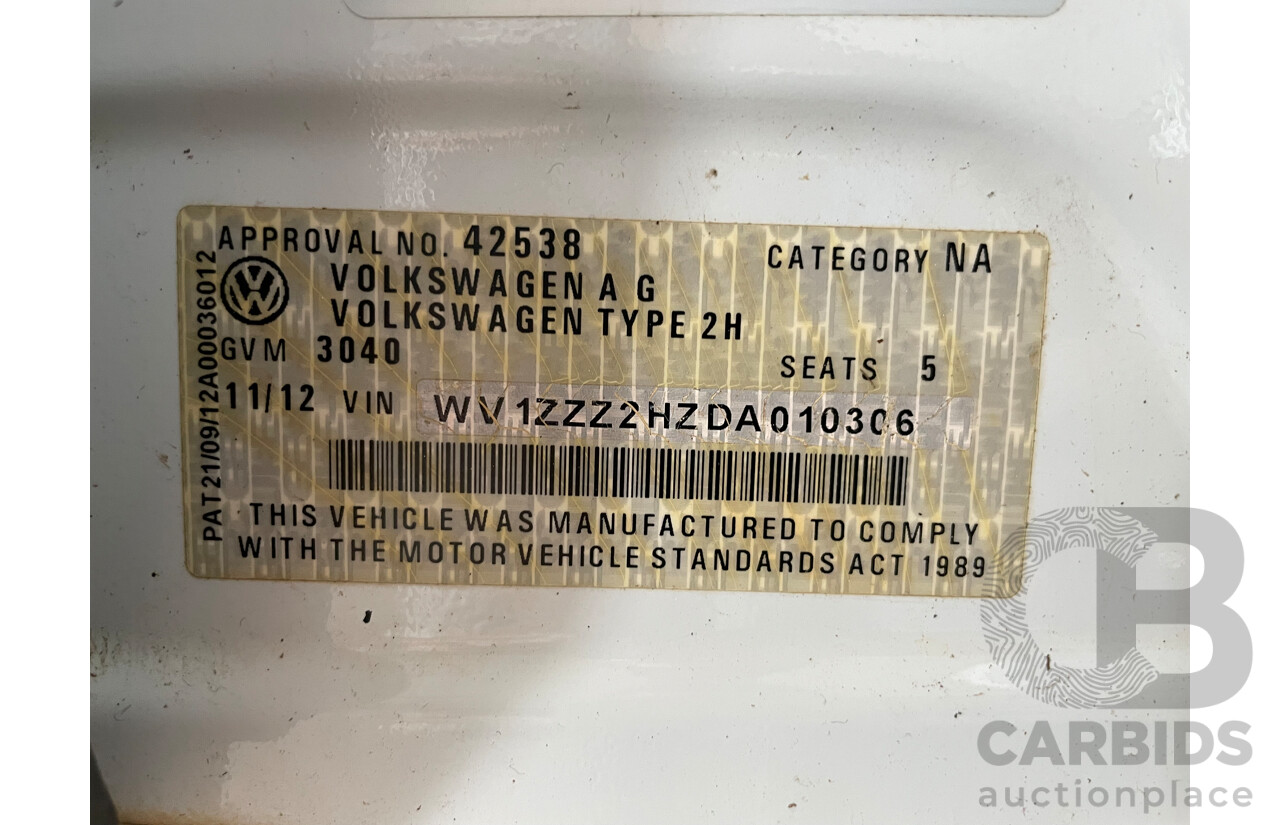 APPROVAL NO. 42538 CATEGORY NA
VOLKSWAGEN A G
VOLKSWAGEN TYPE 2H
GVM 3040 SEATS 5
11/12 VIN WV1ZZZ2HZDA010306
THIS VEHICLE WAS MANUFACTURED TO COMPLY
WITH THE MOTOR VEHICLE STANDARDS ACT 1989
PAT21/09/12A00036012
CB
CARBIDS
auctionplace